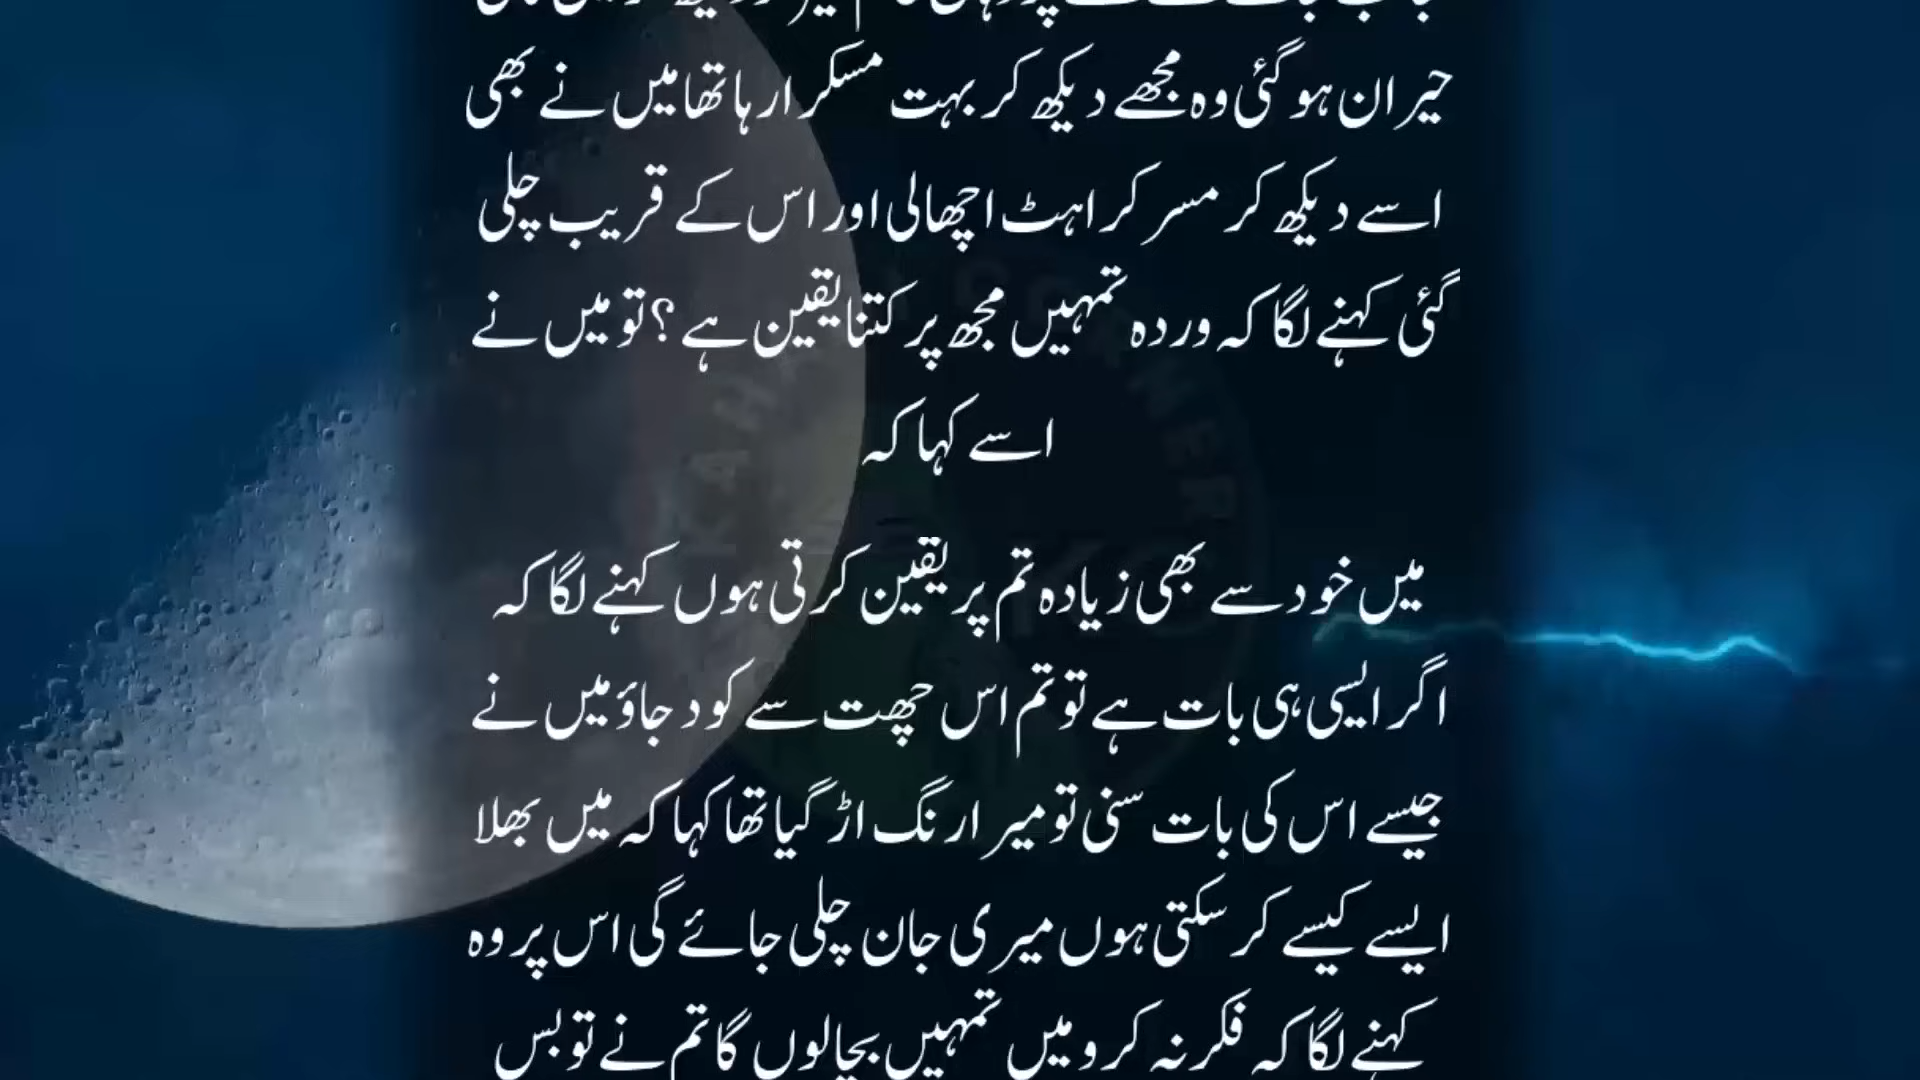 حیران ہو گئی وہ مجھے دیکھ کر بہت مسکرا رہا تھا میں نے بھی
اسے دیکھ کر مسر کراہٹ اچھالی اور اس کے قریب چلی
گئی کہنے لگا کہ وردہ تمہیں مجھ پر کتنا یقین ہے ؟ تو میں نے
اسے کہا کہ
میں خود سے بھی زیادہ تم پر یقین کرتی ہوں کہنے لگا کہ
اگر ایسی ہی بات ہے تو تم اس چھت سے کود جاؤ میں نے
جیسے اس کی بات سنی تو میرا رنگ اڑ گیا تھا کہا کہ میں بھلا
ایسے کیسے کر سکتی ہوں میری جان چلی جائے گی اس پر وہ
کہنے لگا کہ فکر نہ کرو میں تمہیں بچالوں گا تم نے تو بس